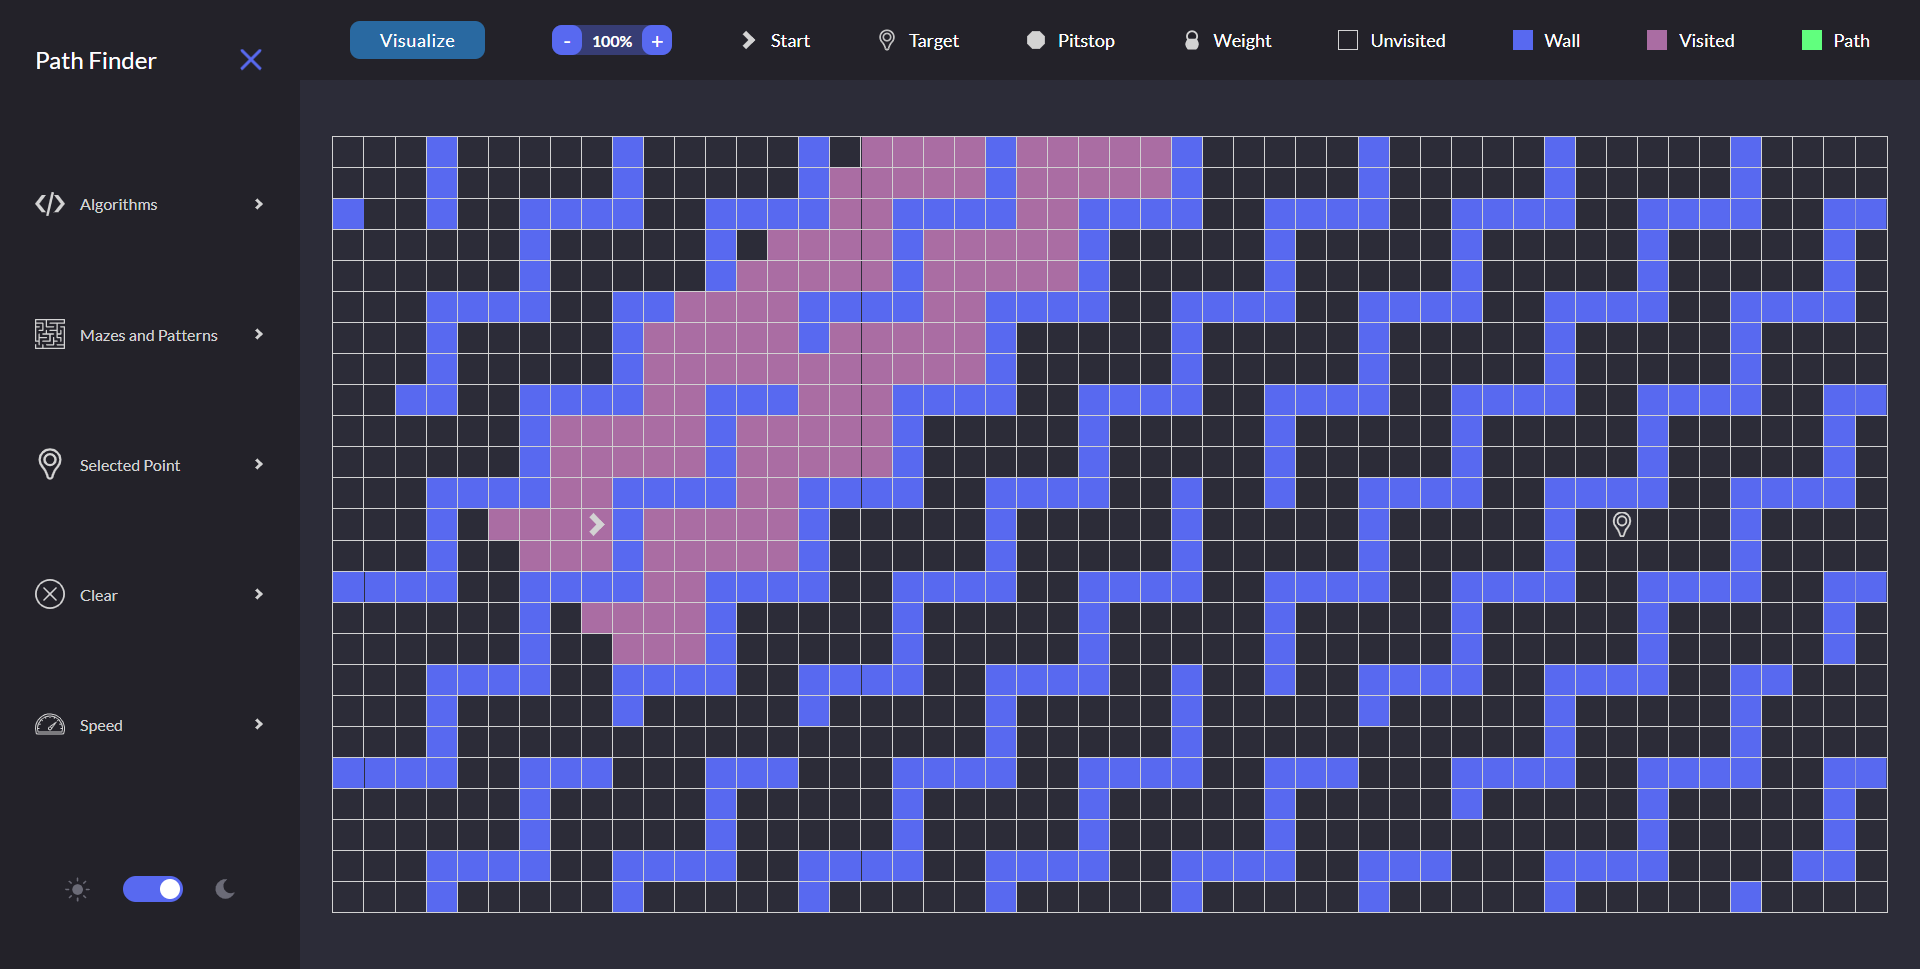 Path Finder
Visualize
- 100% +
Start
Target
Pitstop
Weight
Unvisited
Wall
Visited
Path
Algorithms
Mazes and Patterns
Selected Point
Clear
Speed